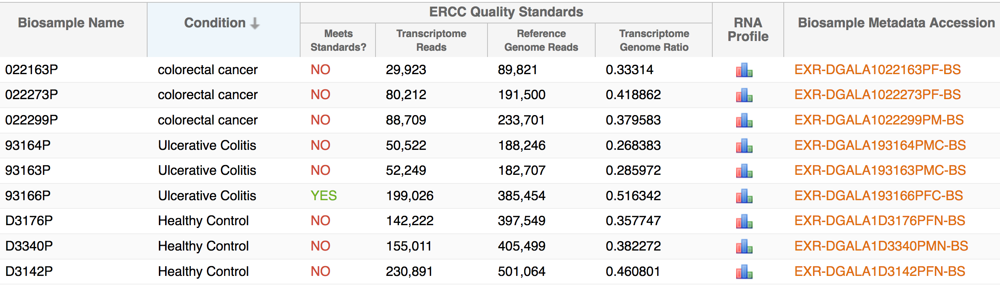 Biosample Name Condition ERCC Quality Standards RNA Profile Biosample Metadata Accession
Meets Standards? Transcriptome Reads Reference Genome Reads Transcriptome Genome Ratio
022163P colorectal cancer NO 29,923 89,821 0.33314 EXR-DGALA1022163PF-BS
022273P colorectal cancer NO 80,212 191,500 0.418862 EXR-DGALA1022273PF-BS
022299P colorectal cancer NO 88,709 233,701 0.379583 EXR-DGALA1022299PM-BS
93164P Ulcerative Colitis NO 50,522 188,246 0.268383 EXR-DGALA193164PMC-BS
93163P Ulcerative Colitis NO 52,249 182,707 0.285972 EXR-DGALA193163PMC-BS
93166P Ulcerative Colitis YES 199,026 385,454 0.516342 EXR-DGALA193166PFC-BS
D3176P Healthy Control NO 142,222 397,549 0.357747 EXR-DGALA1D3176PFN-BS
D3340P Healthy Control NO 155,011 405,499 0.382272 EXR-DGALA1D3340PMN-BS
D3142P Healthy Control NO 230,891 501,064 0.460801 EXR-DGALA1D3142PFN-BS